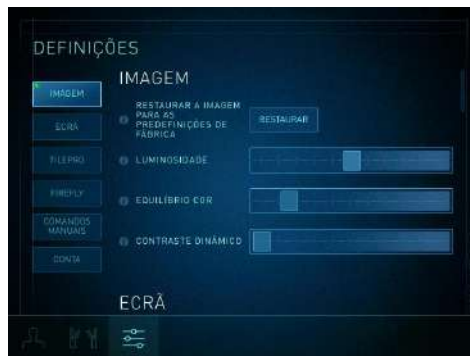 DEFINIÇÕES
IMAGEM
IMAGEM
RESTAURAR A IMAGEM
PARA AS
PREDEFINIÇÕES DE
FÁBRICA
RESTAURAR
ECRÃ
LUMINOSIDADE
FILEPRO
FIREFLY
EQUILÍBRIO COR
COMANDOS
MANUAIS
CONTRASTE DINÂMICO
CONTA
ECRÃ